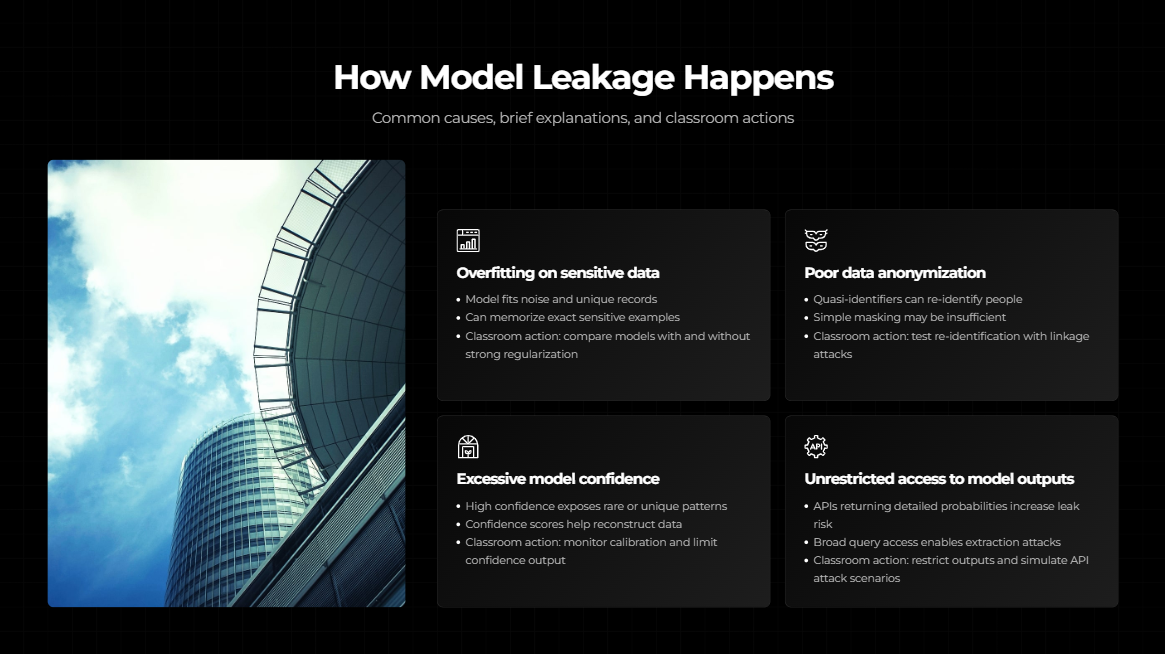 How Model Leakage Happens
Common causes, brief explanations, and classroom actions
Overfitting on sensitive data
• Model fits noise and unique records
• Can memorize exact sensitive examples
• Classroom action: compare models with and without
strong regularization
Poor data anonymization
• Quasi-identifiers can re-identify people
• Simple masking may be insufficient
• Classroom action: test re-identification with linkage
attacks
Excessive model confidence
• High confidence exposes rare or unique patterns
• Confidence scores help reconstruct data
• Classroom action: monitor calibration and limit
confidence output
API
Unrestricted access to model outputs
• APIs returning detailed probabilities increase leak
risk
• Broad query access enables extraction attacks
• Classroom action: restrict outputs and simulate API
attack scenarios